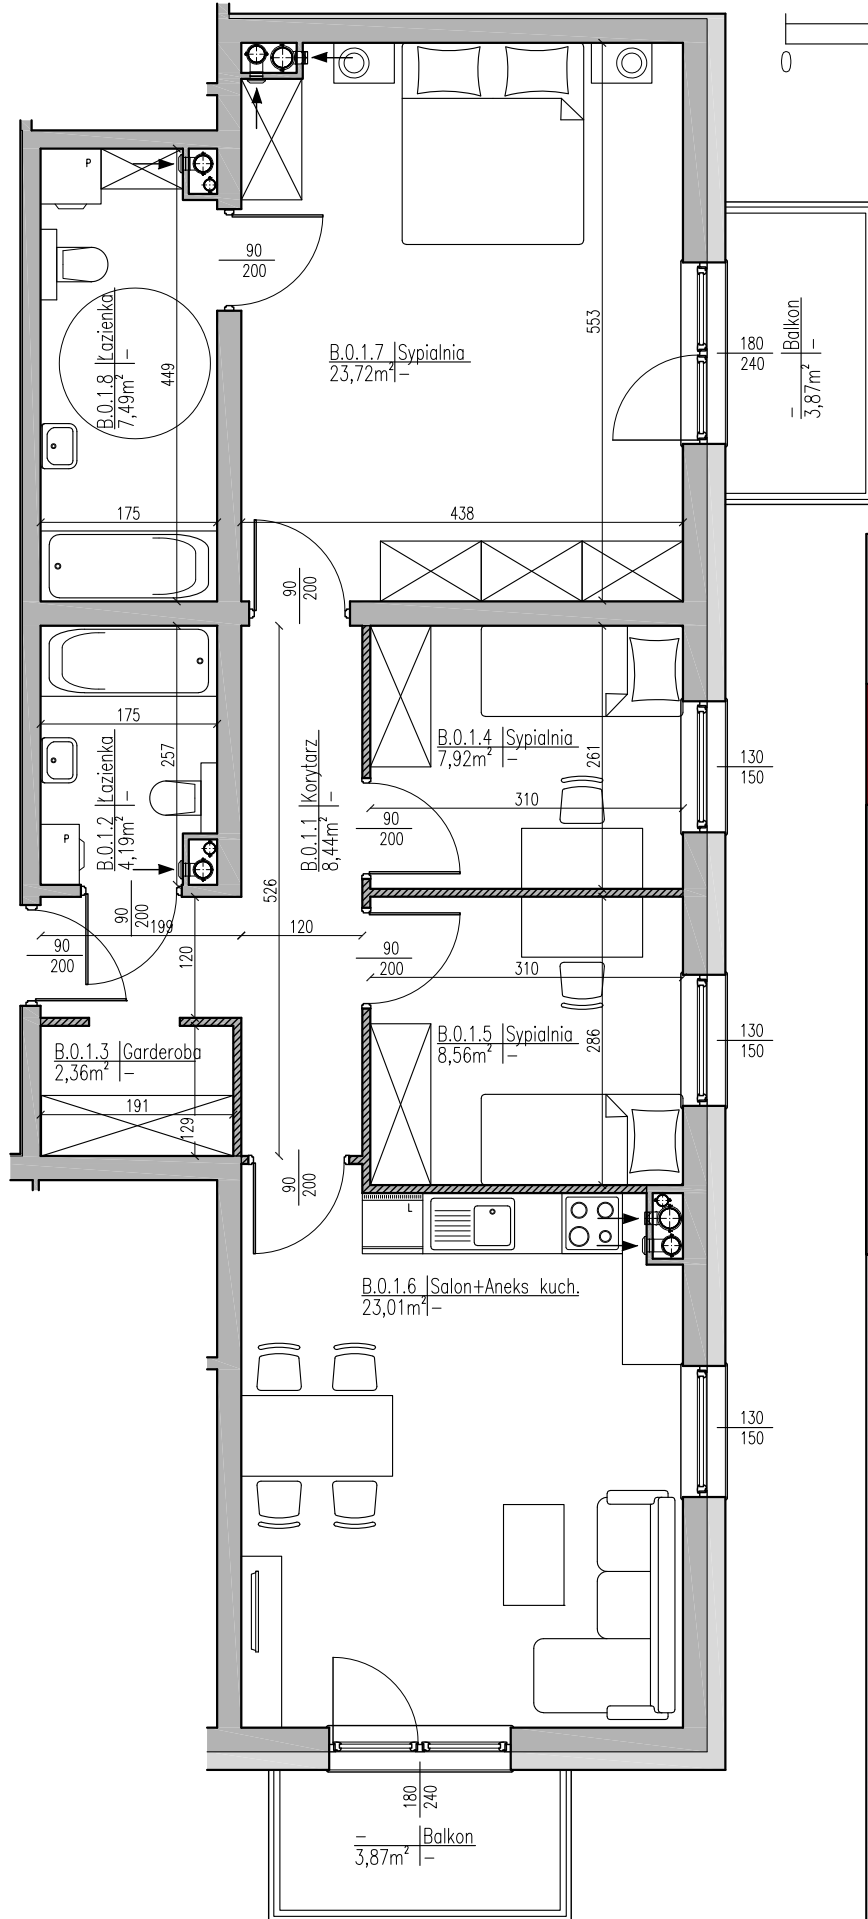 0
P
90
200
B.0.1.8 Łazienka
7,49m² –
449
B.0.1.7 Sypialnia
23,72m² –
553
180
240
– Balkon
3,87m² –
175
438
90
200
175
257
B.0.1.2 Łazienka
4,19m² –
P
B.0.1.1 Korytarz
8,44m² –
526
B.0.1.4 Sypialnia
7,92m² –
261
310
130
150
90
200
90
200
199
120
90
200
120
90
200
310
B.0.1.3 Garderoba
2,36m² –
191
129
B.0.1.5 Sypialnia
8,56m² –
286
130
150
90
200
L
B.0.1.6 Salon+Aneks kuch.
23,01m² –
130
150
180
240
– Balkon
3,87m² –